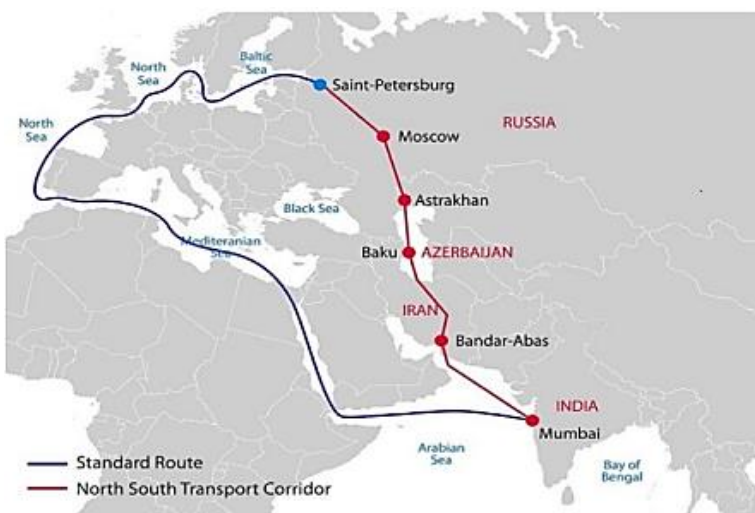 North
Sea
Baltic
Sea
Saint-Petersburg
North
Sea
Moscow
RUSSIA
Astrakhan
Black Sea
Mediteranian
Sea
Baku
AZERBAIJAN
IRAN
Bandar-Abas
INDIA
Mumbai
Arabian
Sea
Bay of
Bengal
Standard Route
North South Transport Corridor